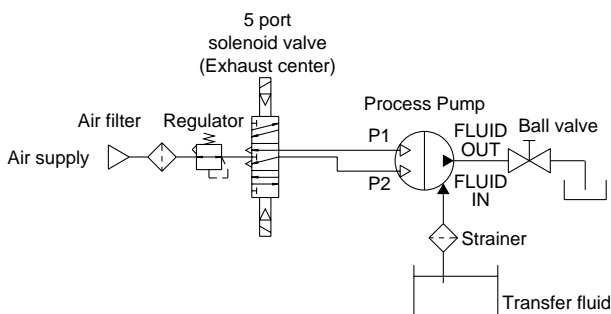 5 port
solenoid valve
(Exhaust center)
Process Pump
Air filter
Regulator
P1
FLUID
OUT
Ball valve
Air supply
P2
FLUID
IN
Strainer
Transfer fluid